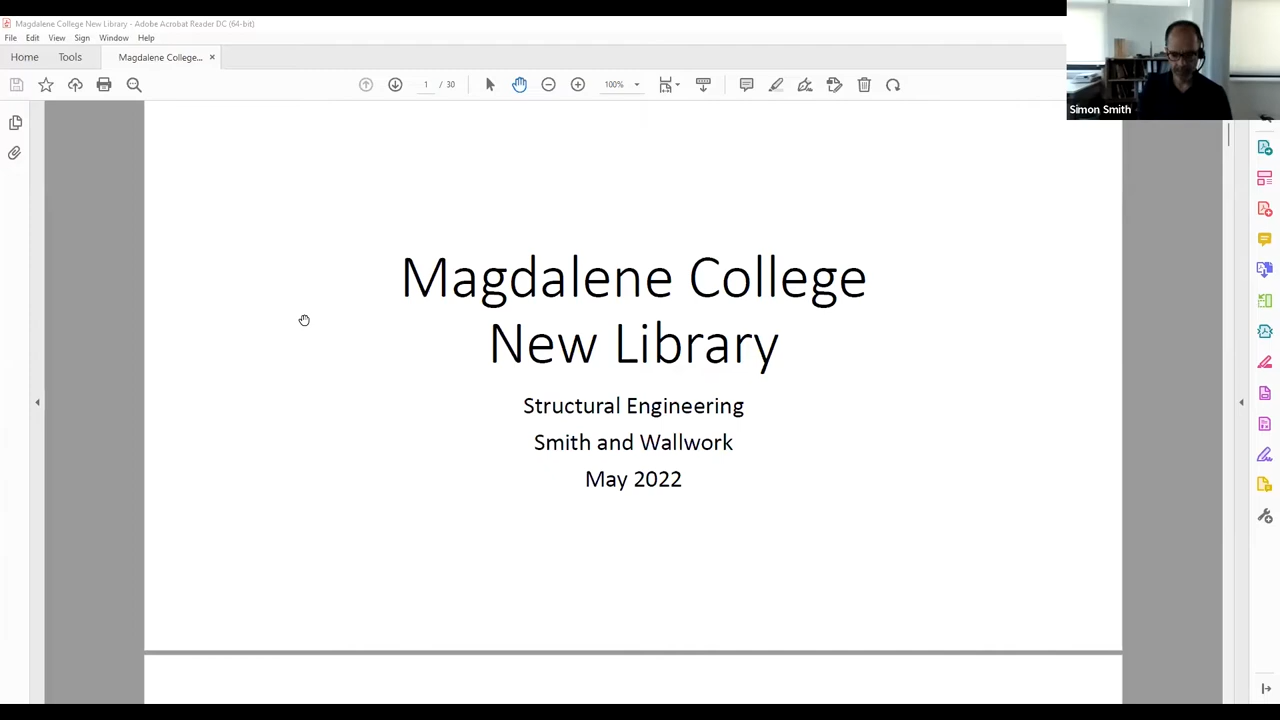 Magdalene College New Library - Adobe Acrobat Reader DC (64-bit)
File Edit View Sign Window Help
Home Tools Magdalene College... ×
1 / 30 100%
Simon Smith
Magdalene College
New Library
Structural Engineering
Smith and Wallwork
May 2022